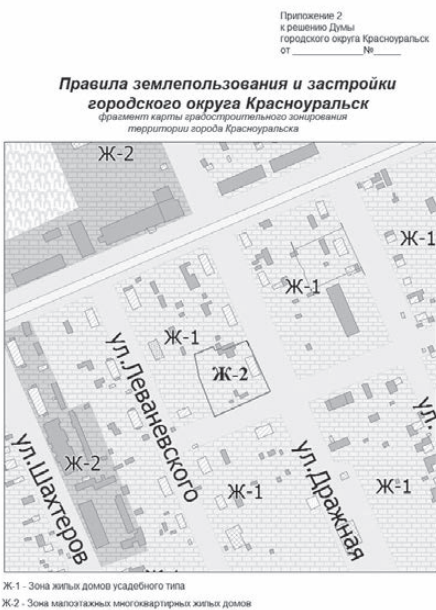 Приложение 2
к решению Думы
городского округа Красноуральск
от ____________№_____
Правила землепользования и застройки
городского округа Красноуральск
фрагмент карты градостроительного зонирования
территории города Красноуральска
Ж-2
Ж-1
Ж-1
Ж-1
Ж-2
ул.Леваневского
ул.Шахтеров
Ж-2
Ж-1
ул.Дражная
Ж-1
ул.
Ж-1 - Зона жилых домов усадебного типа
Ж-2 - Зона малоэтажных многоквартирных жилых домов